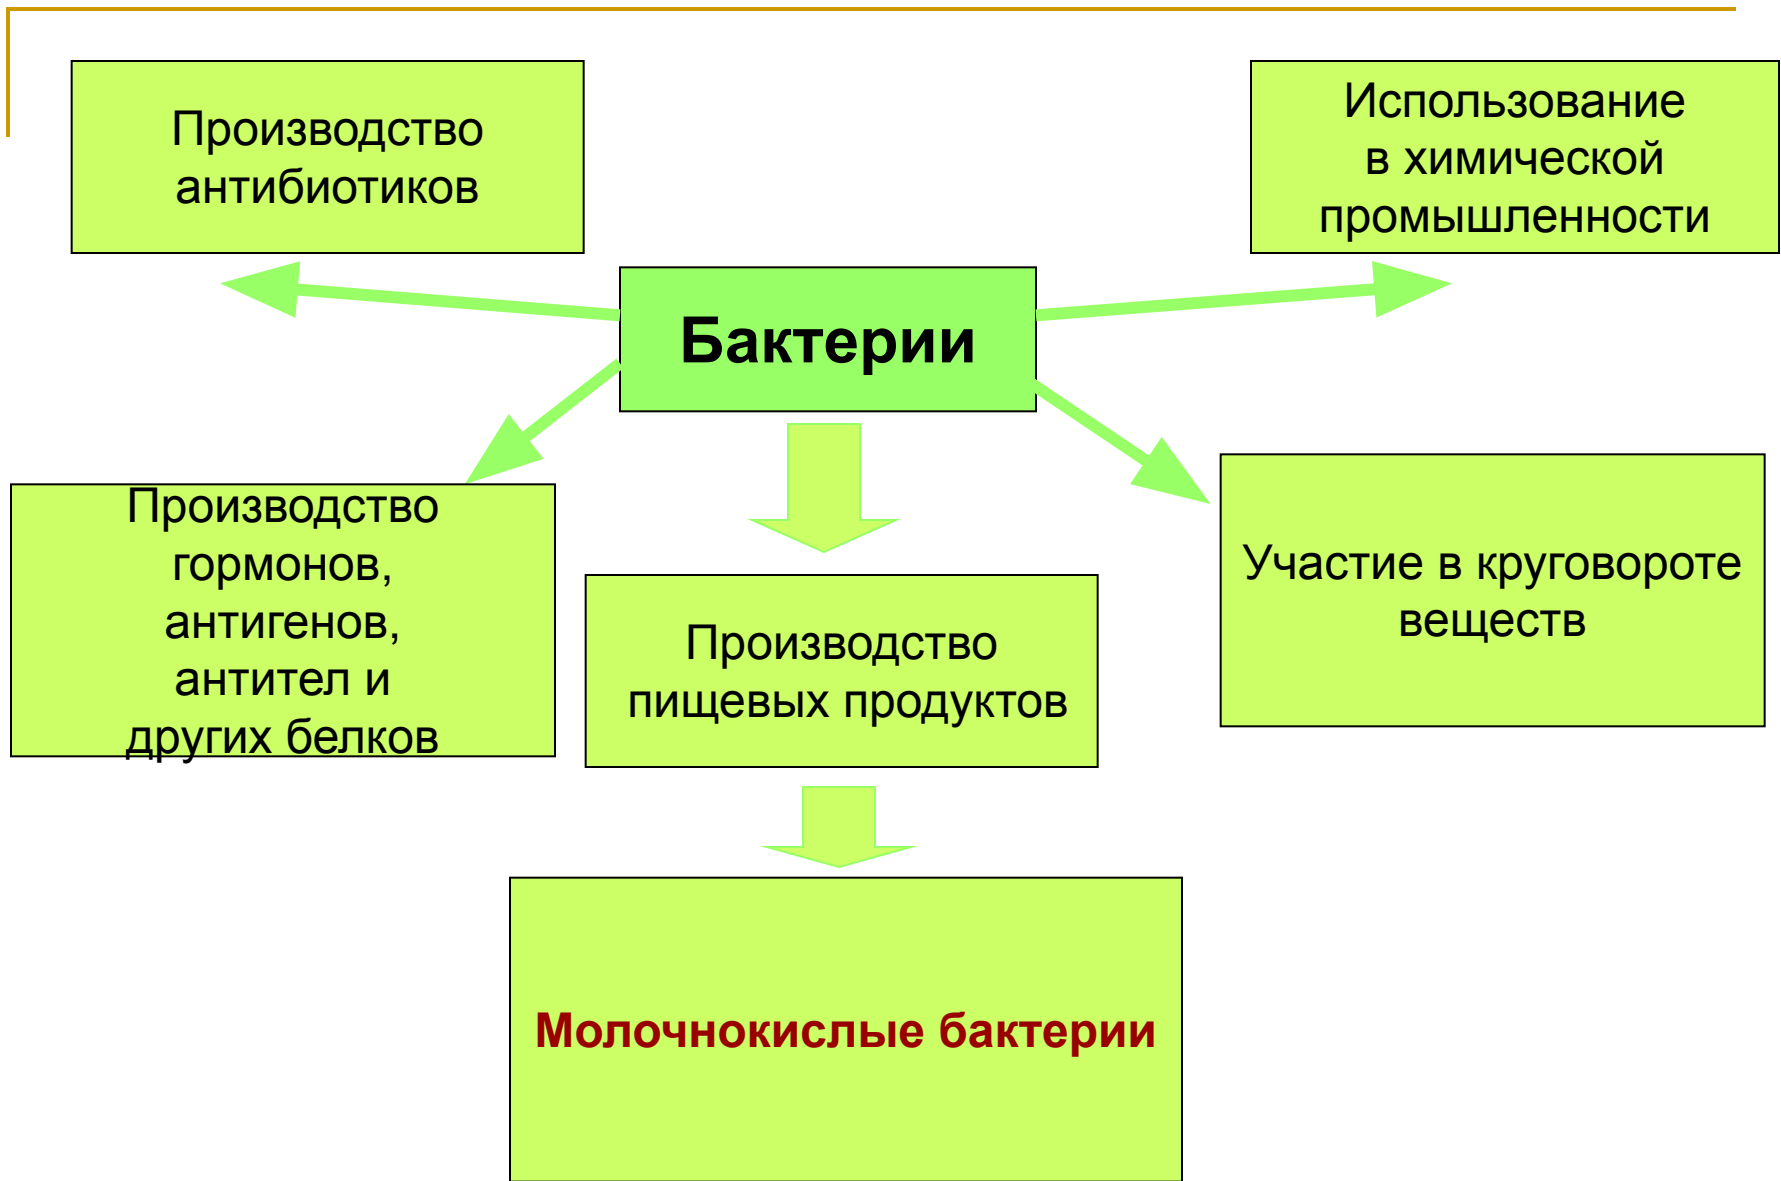 Производство
антибиотиков
Использование
в химической
промышленности
Бактерии
Производство
гормонов,
антигенов,
антител и
других белков
Производство
пищевых продуктов
Участие в круговороте
веществ
Молочнокислые бактерии